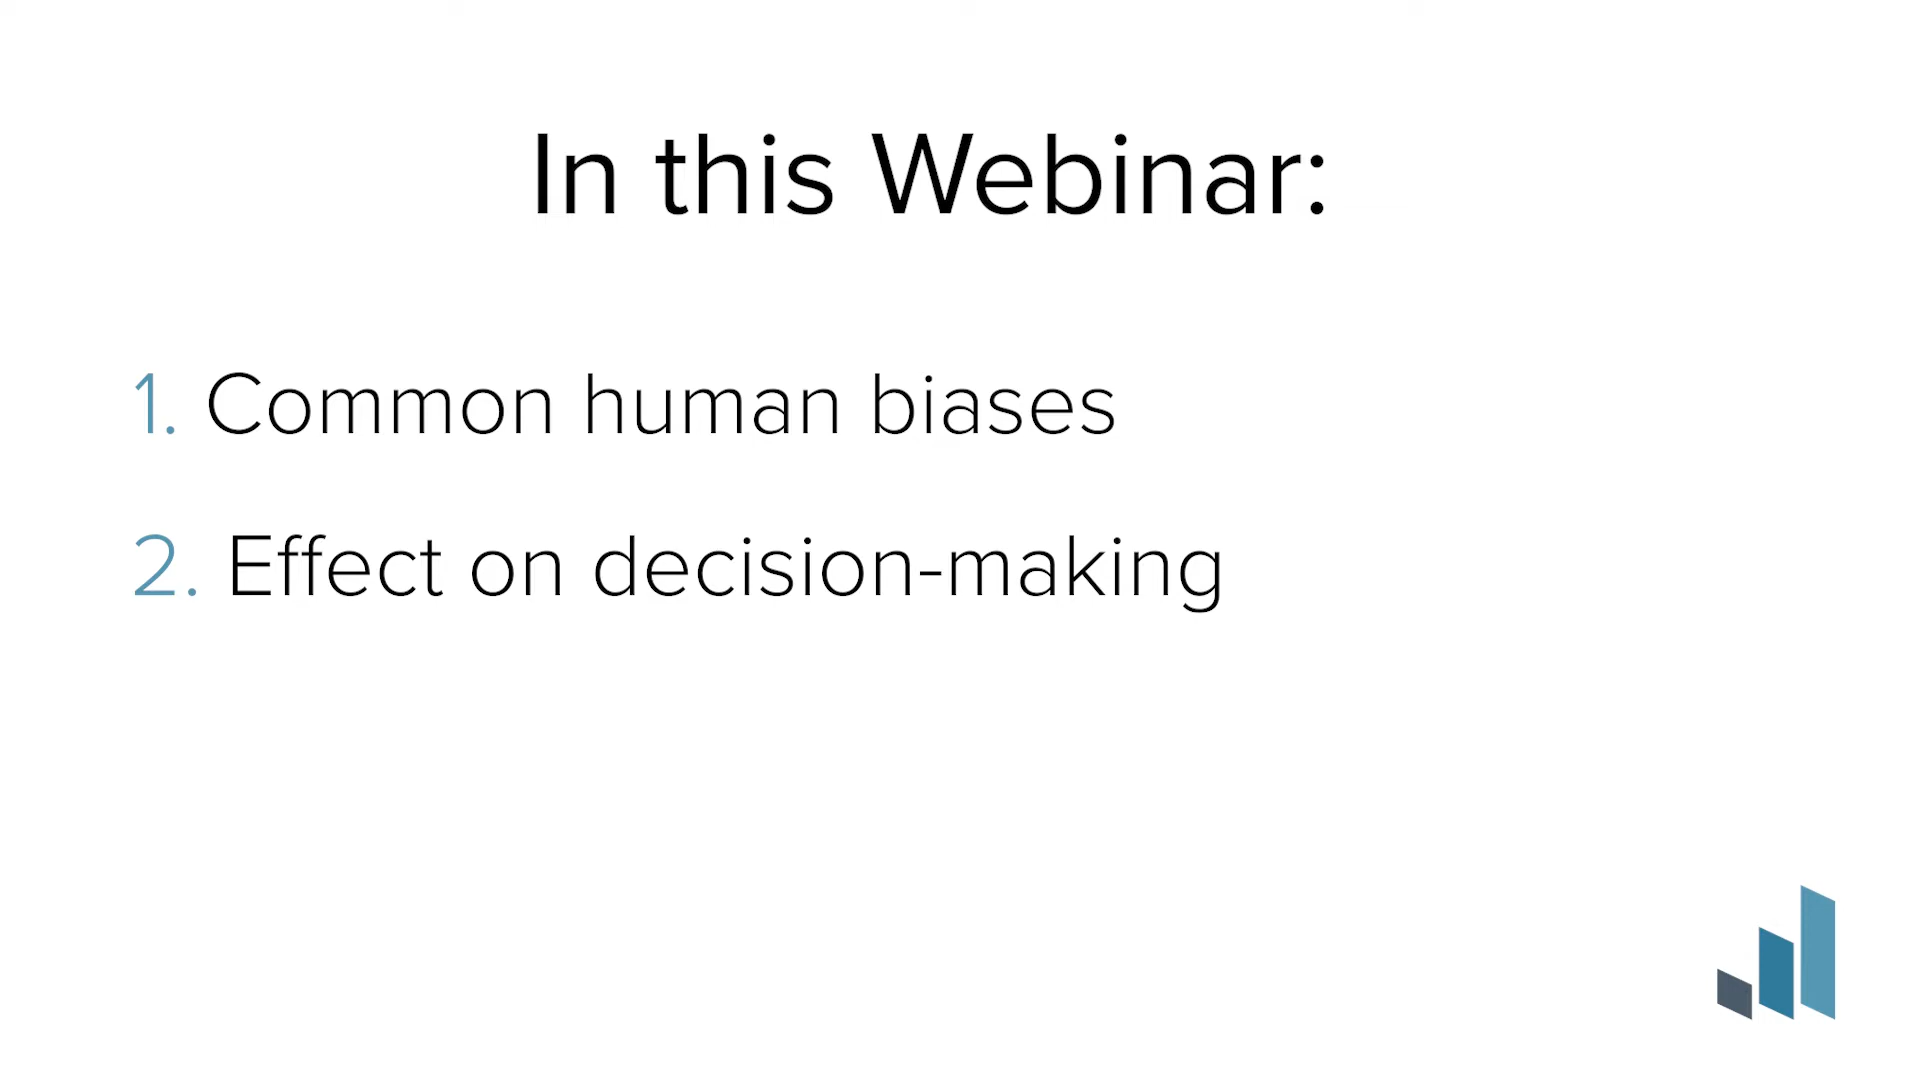 In this Webinar:
1. Common human biases
2. Effect on decision-making